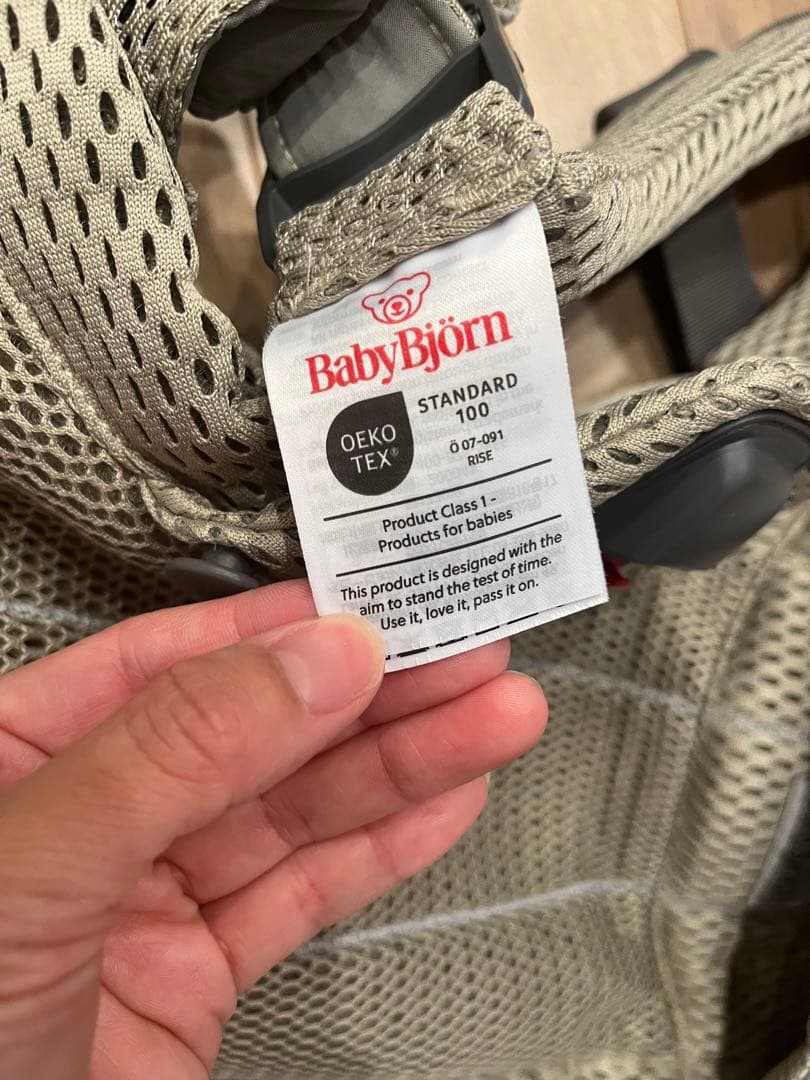 BabyBjörn
OEKO
TEX®
STANDARD
100
Ö 07-091
RISE
Product Class 1 -
Products for babies
This product is designed with the
aim to stand the test of time.
Use it, love it, pass it on.